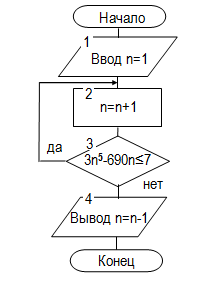 Начало
1
Ввод n=1
2
n=n+1
3
да
3n⁵-690n≤7
нет
4
Вывод n=n-1
Конец